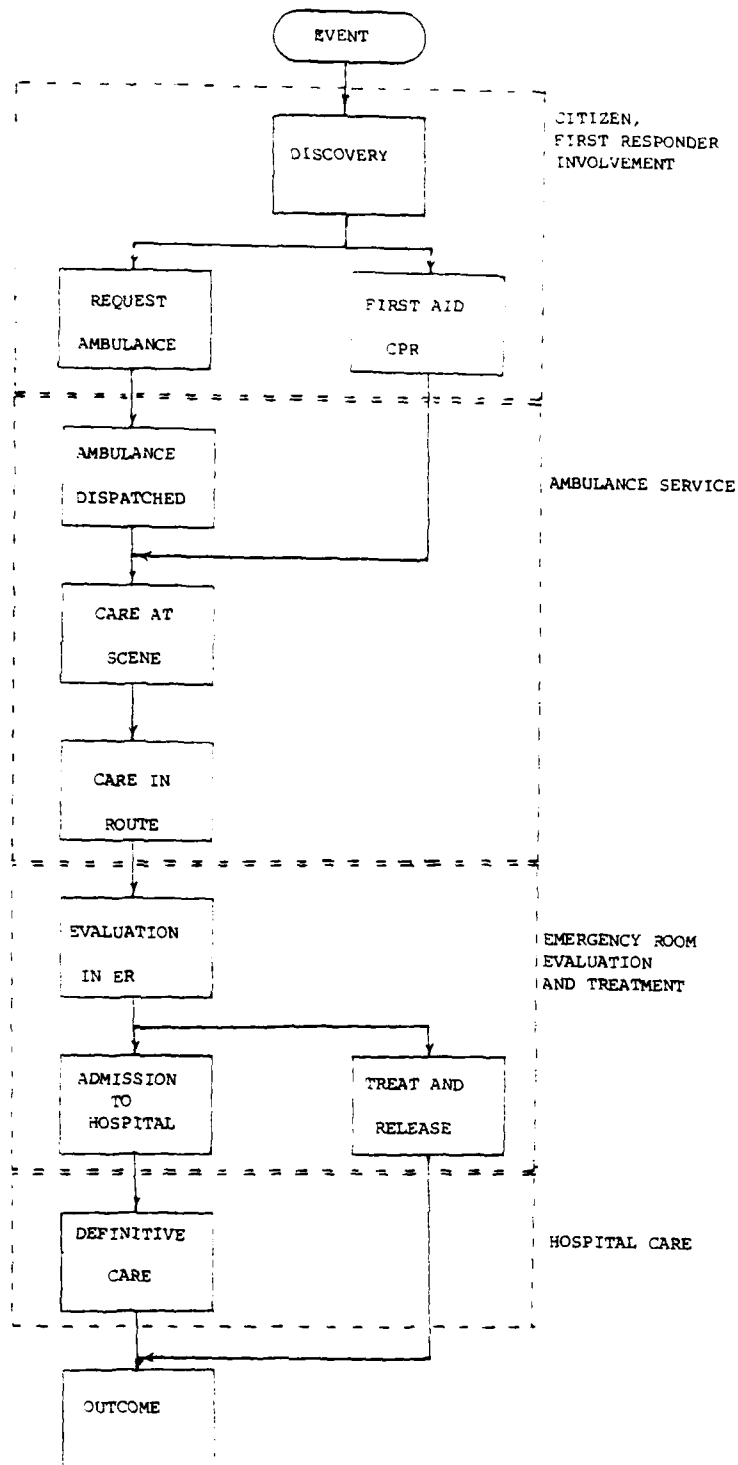 EVENT
CITIZEN,
FIRST RESPONDER
INVOLVEMENT
DISCOVERY
REQUEST
AMBULANCE
FIRST AID
CPR
AMBULANCE
DISPATCHED
AMBULANCE SERVICE
CARE AT
SCENE
CARE IN
ROUTE
EVALUATION
IN ER
EMERGENCY ROOM
EVALUATION
AND TREATMENT
ADMISSION
TO
HOSPITAL
TREAT AND
RELEASE
DEFINITIVE
CARE
HOSPITAL CARE
OUTCOME